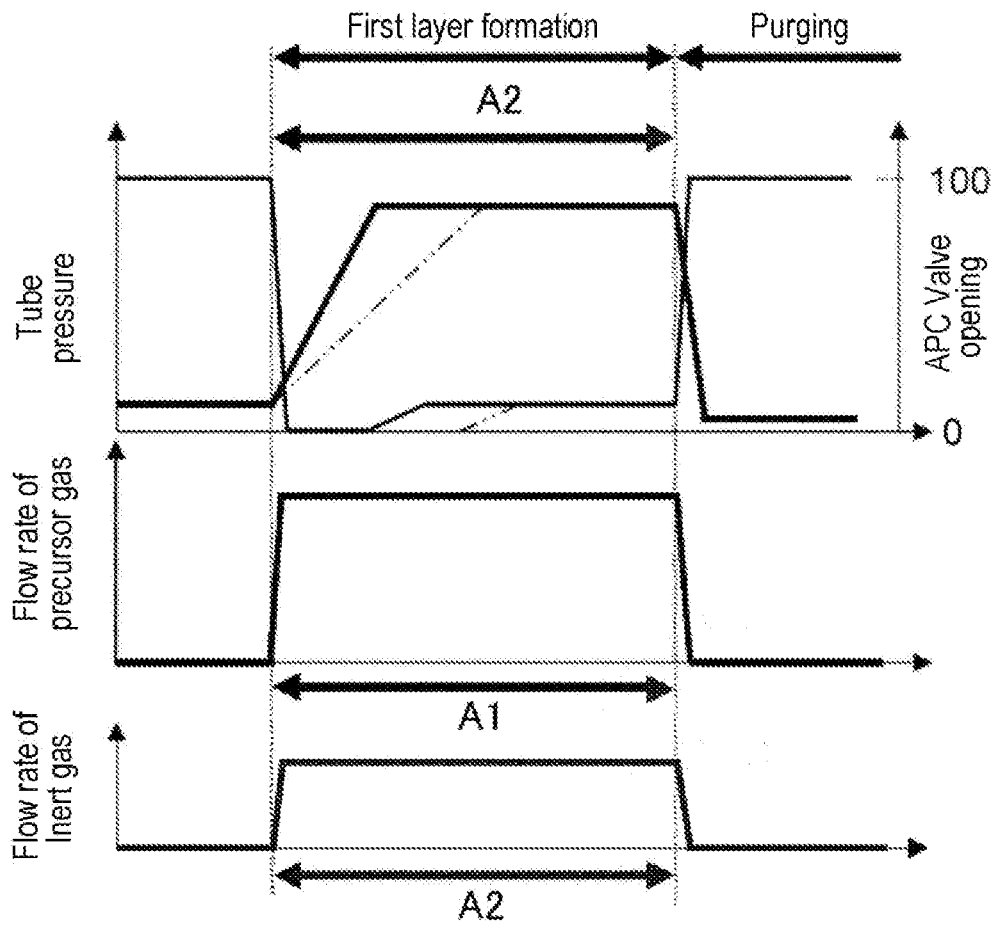 First layer formation
Purging
A2
Tube
pressure
100
APC Valve
opening
0
Flow rate of
precursor gas
A1
Flow rate of
Inert gas
A2